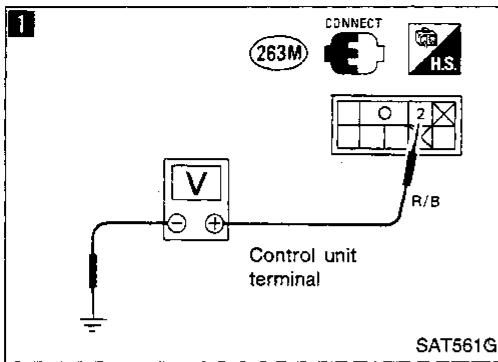 1
CONNECT
263M
H.S.
2
V
R/B
Control unit
terminal
SAT561G